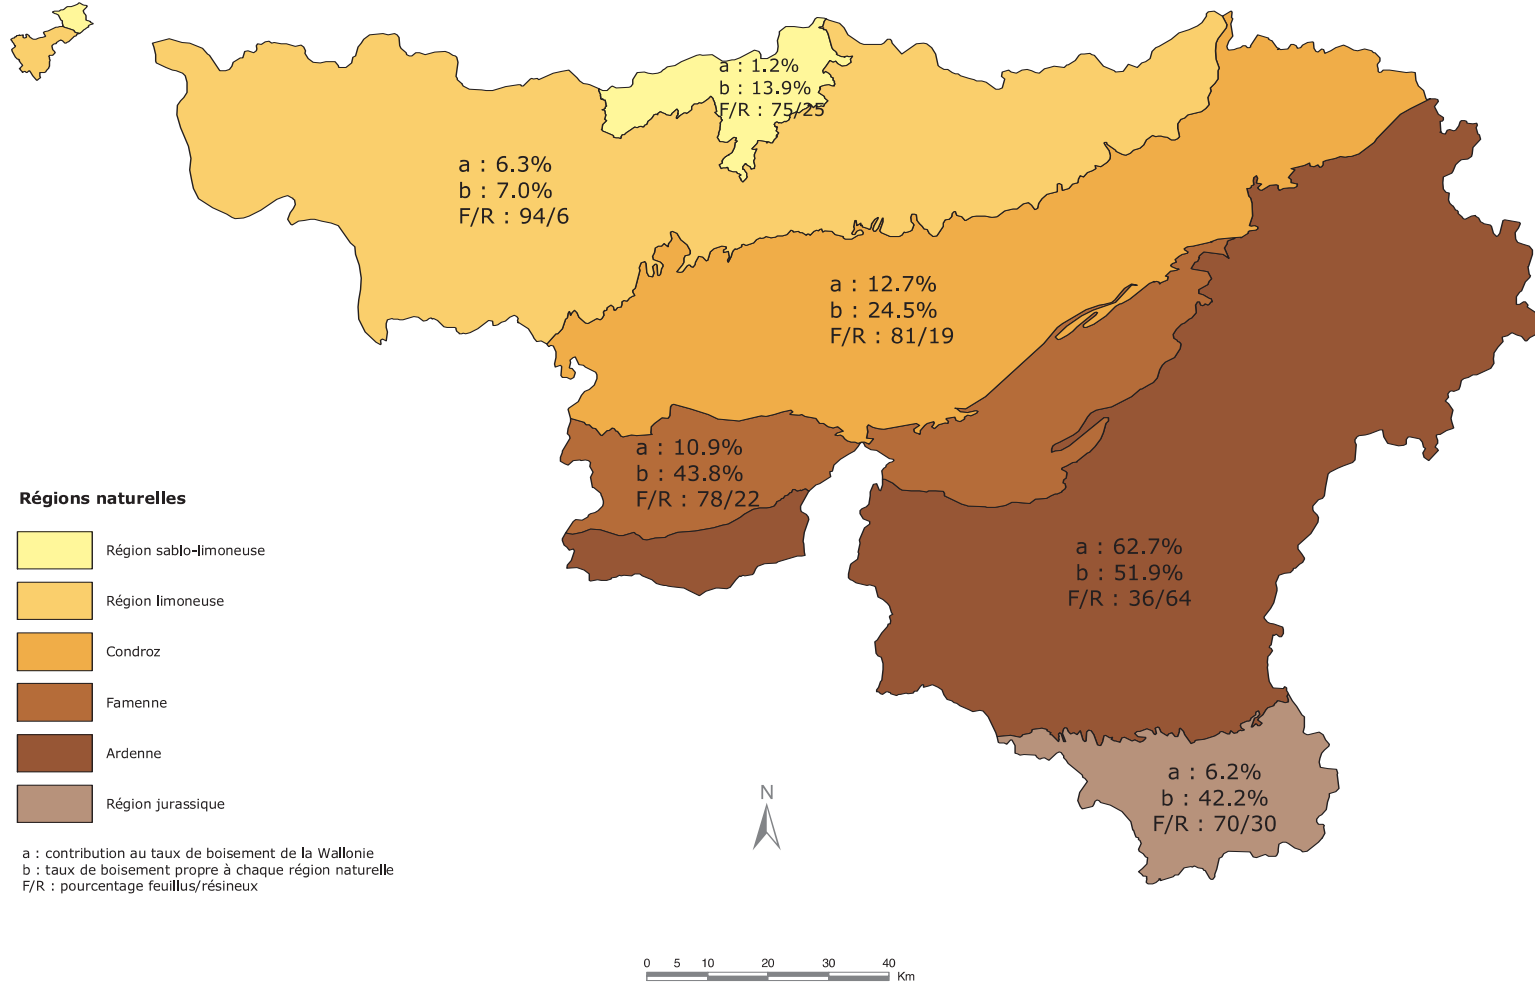 a : 1.2%
b : 13.9%
F/R : 75/25
a : 6.3%
b : 7.0%
F/R : 94/6
a : 12.7%
b : 24.5%
F/R : 81/19
a : 10.9%
b : 43.8%
F/R : 78/22
a : 62.7%
b : 51.9%
F/R : 36/64
a : 6.2%
b : 42.2%
F/R : 70/30
Régions naturelles
Région sablo-limoneuse
Région limoneuse
Condroz
Famenne
Ardenne
Région jurassique
a : contribution au taux de boisement de la Wallonie
b : taux de boisement propre à chaque région naturelle
F/R : pourcentage feuillus/résineux
N
0 5 10 20 30 40
Km